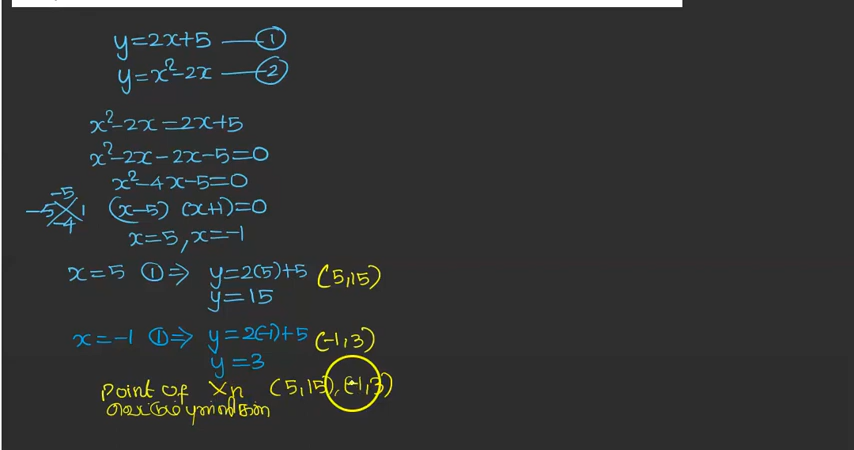 y=2x+5 ——①
y=x²-2x ——②
x²-2x=2x+5
x²-2x-2x-5=0
x²-4x-5=0
-5
-5 1 (x-5) (x+1)=0
-4
x=5, x=-1
x=5 ①⇒ y=2(5)+5 (5,15)
y=15
x=-1 ①⇒ y=2(-1)+5 (-1,3)
y=3
Point of Xn (5,15), (-1,3)